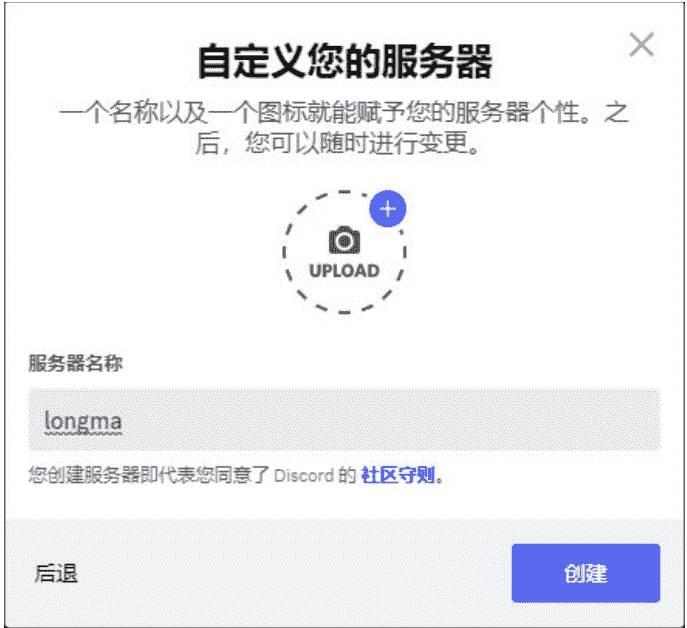 自定义您的服务器
一个名称以及一个图标就能赋予您的服务器个性。之
后，您可以随时进行变更。
UPLOAD
服务器名称
longma
您创建服务器即代表您同意了 Discord 的 社区守则。
后退
创建